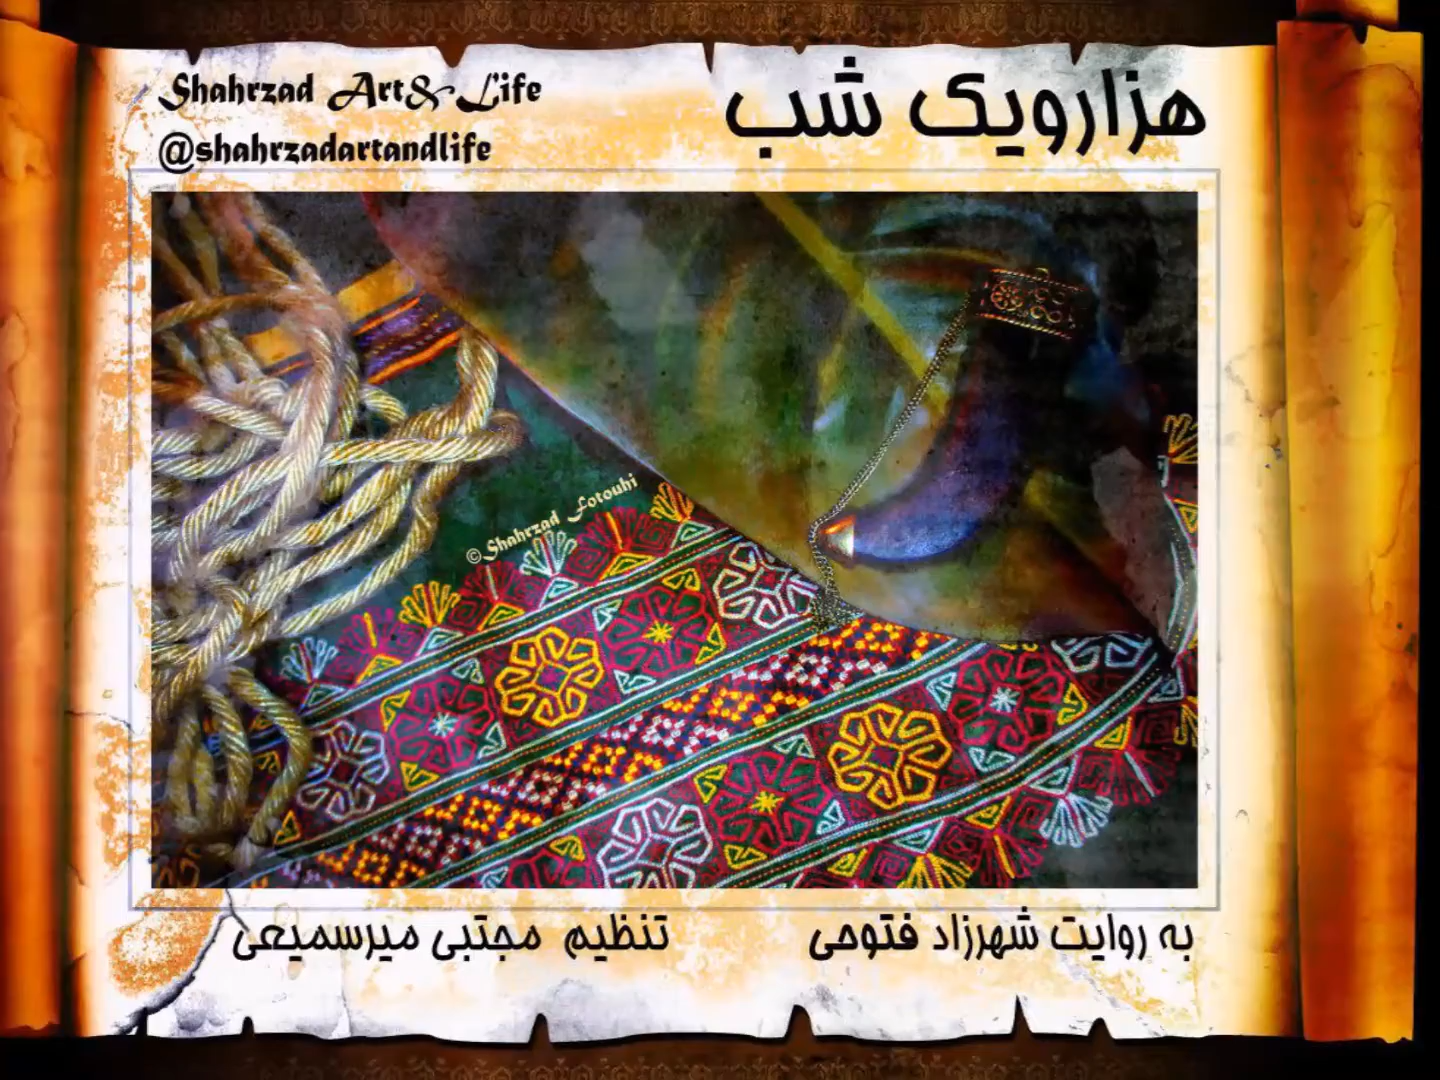 Shahrzad Art& Life
@shahrzadartandlife
هزارویک شب
©Shahrzad Fotouhi
به روایت شهرزاد فتوحی
تنظیم مجتبی میرسمیعی